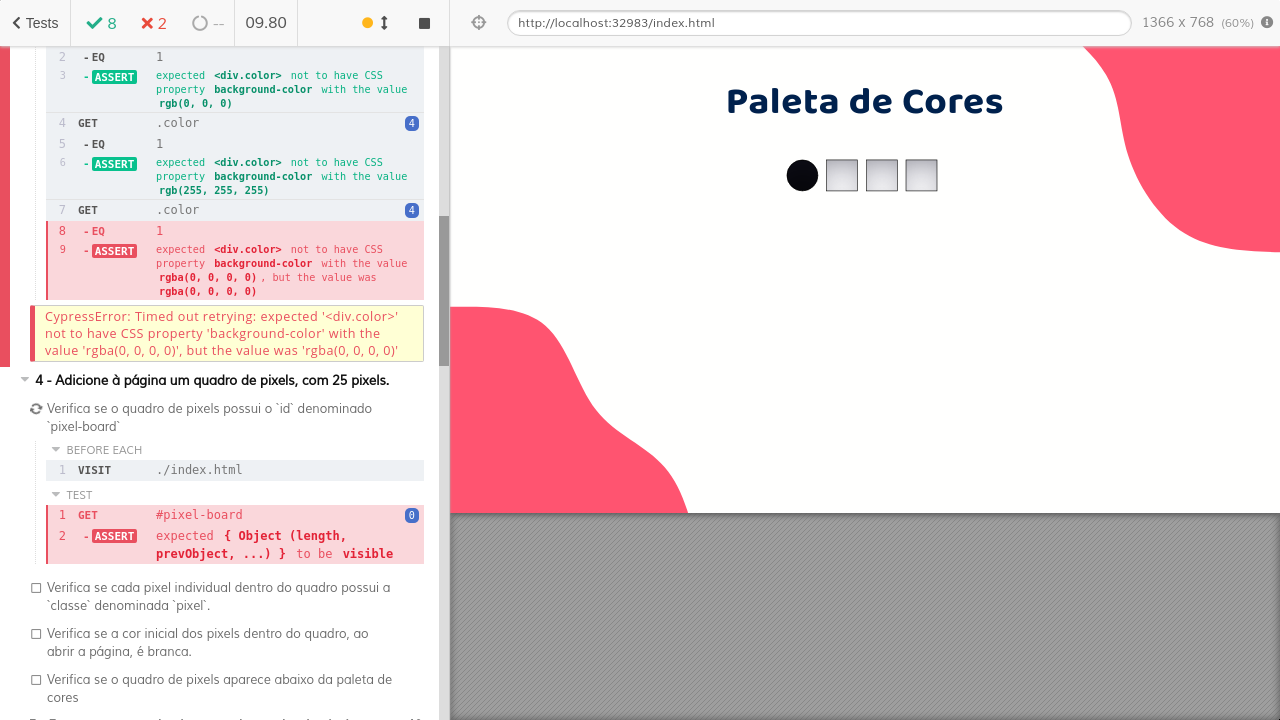 Tests
8
2
--
09.80
http://localhost:32983/index.html
1366 x 768 (60%)
2 - EQ 1
3 - ASSERT expected <div.color> not to have CSS
property background-color with the value
rgb(0, 0, 0)
4 GET .color 4
5 - EQ 1
6 - ASSERT expected <div.color> not to have CSS
property background-color with the value
rgb(255, 255, 255)
7 GET .color 4
8 - EQ 1
9 - ASSERT expected <div.color> not to have CSS
property background-color with the value
rgba(0, 0, 0, 0) , but the value was
rgba(0, 0, 0, 0)
CypressError: Timed out retrying: expected '<div.color>'
not to have CSS property 'background-color' with the
value 'rgba(0, 0, 0, 0)', but the value was 'rgba(0, 0, 0, 0)'
4 - Adicione à página um quadro de pixels, com 25 pixels.
Verifica se o quadro de pixels possui o `id` denominado
`pixel-board`
BEFORE EACH
1 VISIT ./index.html
TEST
1 GET #pixel-board 0
2 - ASSERT expected { Object (length,
prevObject, ...) } to be visible
Verifica se cada pixel individual dentro do quadro possui a
`classe` denominada `pixel`.
Verifica se a cor inicial dos pixels dentro do quadro, ao
abrir a página, é branca.
Verifica se o quadro de pixels aparece abaixo da paleta de
cores
Paleta de Cores